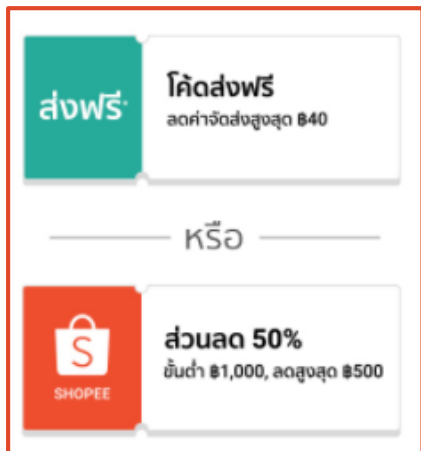 ส่งฟรี*
โค้ดส่งฟรี
ลดค่าจัดส่งสูงสุด ฿40
หรือ
S
SHOPEE
ส่วนลด 50%
ขั้นต่ำ ฿1,000, ลดสูงสุด ฿500